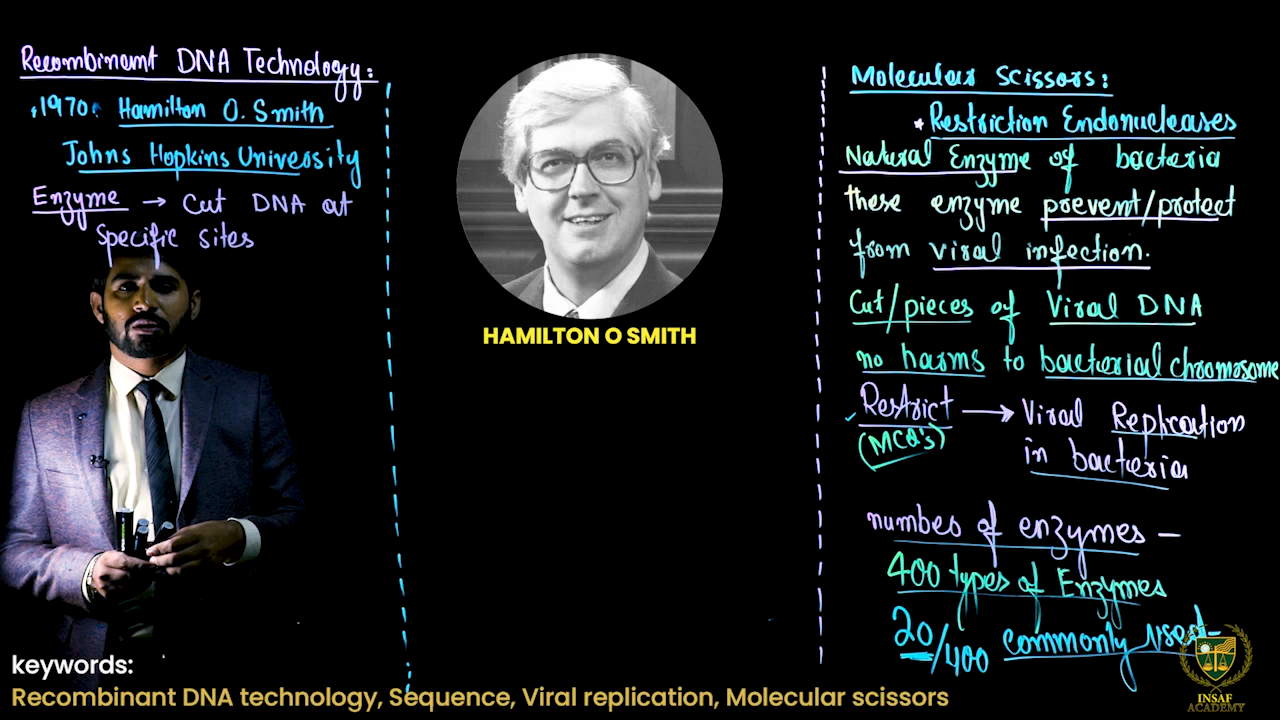 Recombinant DNA Technology:
1970: Hamilton O. Smith
Johns Hopkins University
Enzyme → Cut DNA at
Specific sites
HAMILTON O SMITH
Molecular Scissors:
* Restriction Endonucleases
Natural Enzyme of bacteria
these enzyme prevent/protect
from viral infection.
Cut/pieces of Viral DNA
no harms to bacterial chromosome
Restrict → Viral Replication
(MCQ's) in bacteria
number of enzymes –
400 types of Enzymes
20/400 commonly used
keywords:
Recombinant DNA technology, Sequence, Viral replication, Molecular scissors
INSAF
ACADEMY